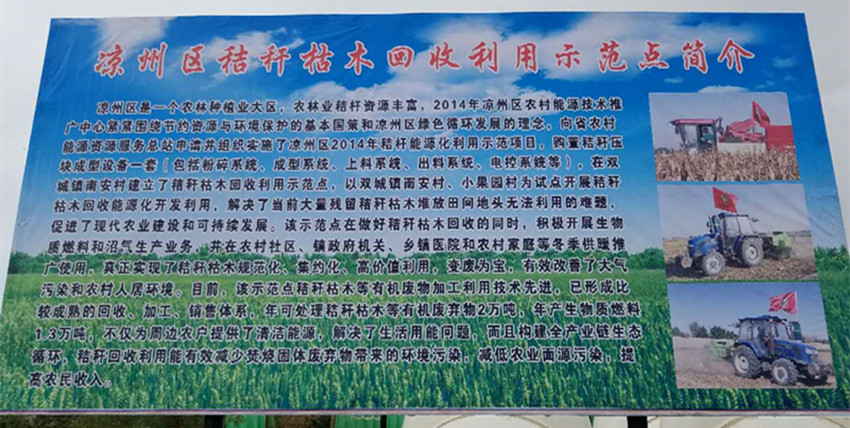 凉州区秸秆枯木回收利用示范点简介
凉州区是一个农林种植业大区，农林业秸杆资源丰富，2014年凉州区农村能源技术推
广中心紧紧围绕节约资源与环境保护的基本国策和凉州区绿色循环发展的理念，向省农村
能源资源服务总站申请并组织实施了凉州区2014年秸杆能源化利用示范项目，购置秸秆压
块成型设备一套（包括粉碎系统、成型系统、上料系统、出料系统、电控系统等），在双
城镇南安村建立了秸秆枯木回收利用示范点，以双城镇南安村、小果园村为试点开展秸秆
枯木回收能源化开发利用，解决了当前大量残留秸秆枯木堆放田间地头无法利用的难题，
促进了现代农业建设和可持续发展。该示范点在做好秸秆枯木回收的同时，积极开展生物
质燃料和沼气生产业务，并在农村社区、镇政府机关、乡镇医院和农村家庭等冬季供暖推
广使用，真正实现了秸秆枯木规范化、集约化、高价值利用，变废为宝，有效改善了大气
污染和农村人居环境。目前，该示范点秸秆枯木等有机废物加工利用技术先进，已形成比
较成熟的回收、加工、销售体系，年可处理秸秆枯木等有机废弃物2万吨，年产生物质燃料
1.3万吨，不仅为周边农户提供了清洁能源，解决了生活用能问题，而且构建全产业链生态
循环，秸秆回收利用能有效减少焚烧固体废弃物带来的环境污染，减低农业面源污染，提
高农民收入。